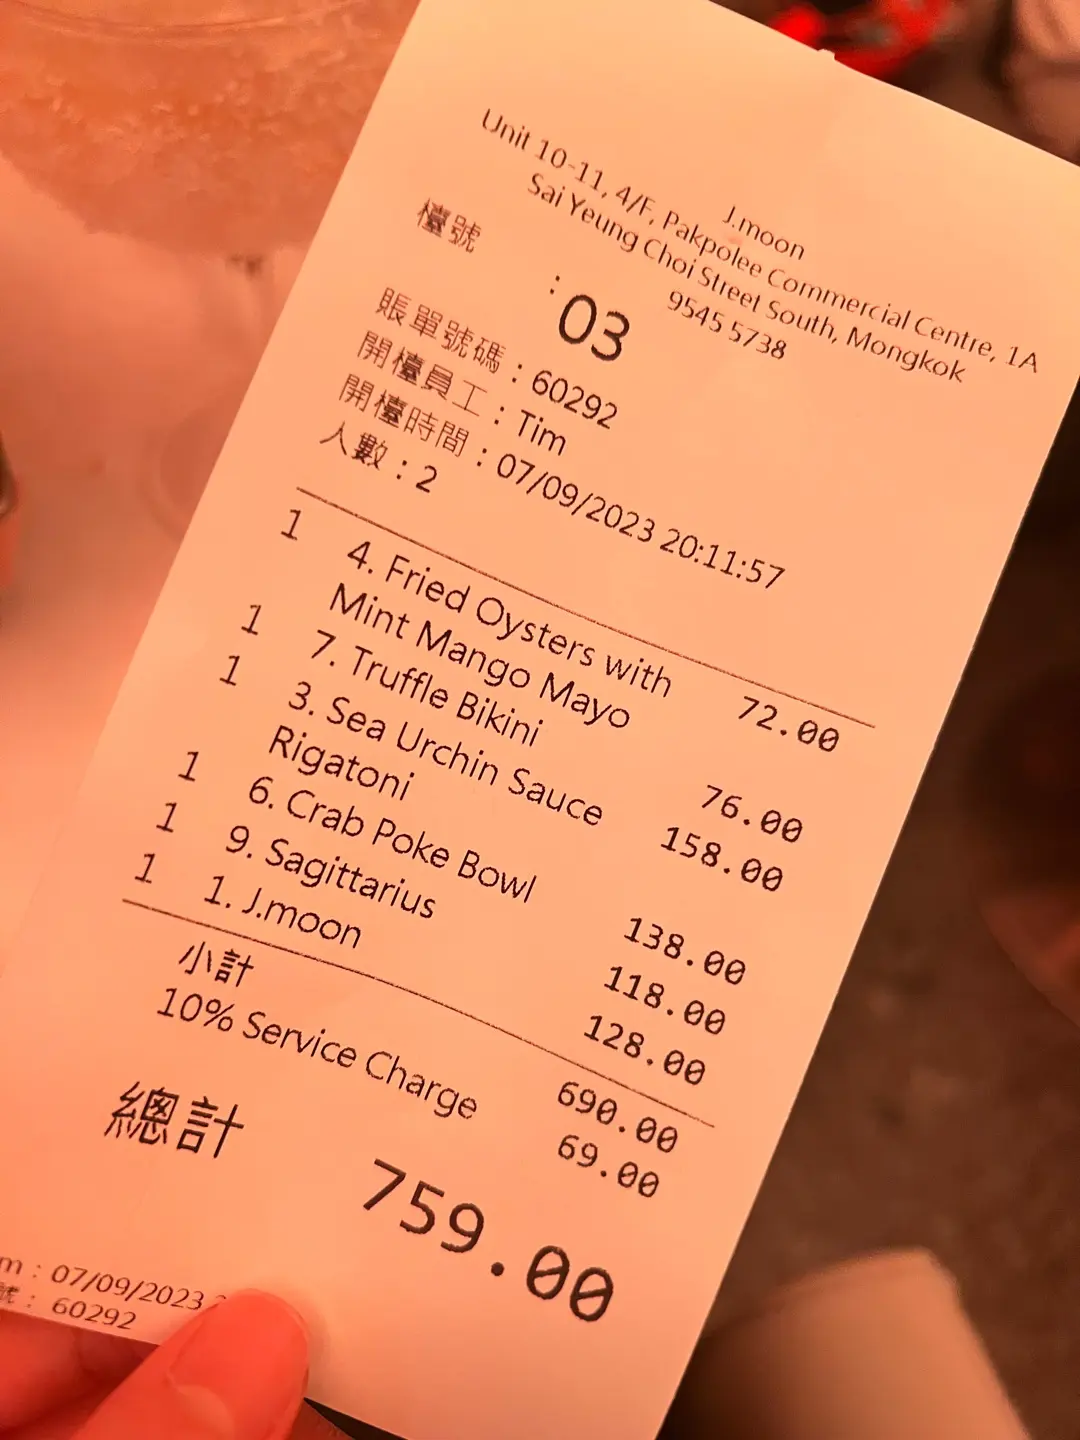 J.moon
Unit 10-11, 4/F, Pakpolee Commercial Centre, 1A
Sai Yeung Choi Street South, Mongkok
9545 5738
檯號 : 03
賬單號碼 : 60292
開檯員工 : Tim
開檯時間 : 07/09/2023 20:11:57
人數 : 2
1 4. Fried Oysters with 72.00
Mint Mango Mayo
1 7. Truffle Bikini 76.00
1 3. Sea Urchin Sauce 158.00
Rigatoni
1 6. Crab Poke Bowl 138.00
1 9. Sagittarius 118.00
1 1. J.moon 128.00
小計 690.00
10% Service Charge 69.00
總計 759.00
m : 07/09/2023
號 : 60292